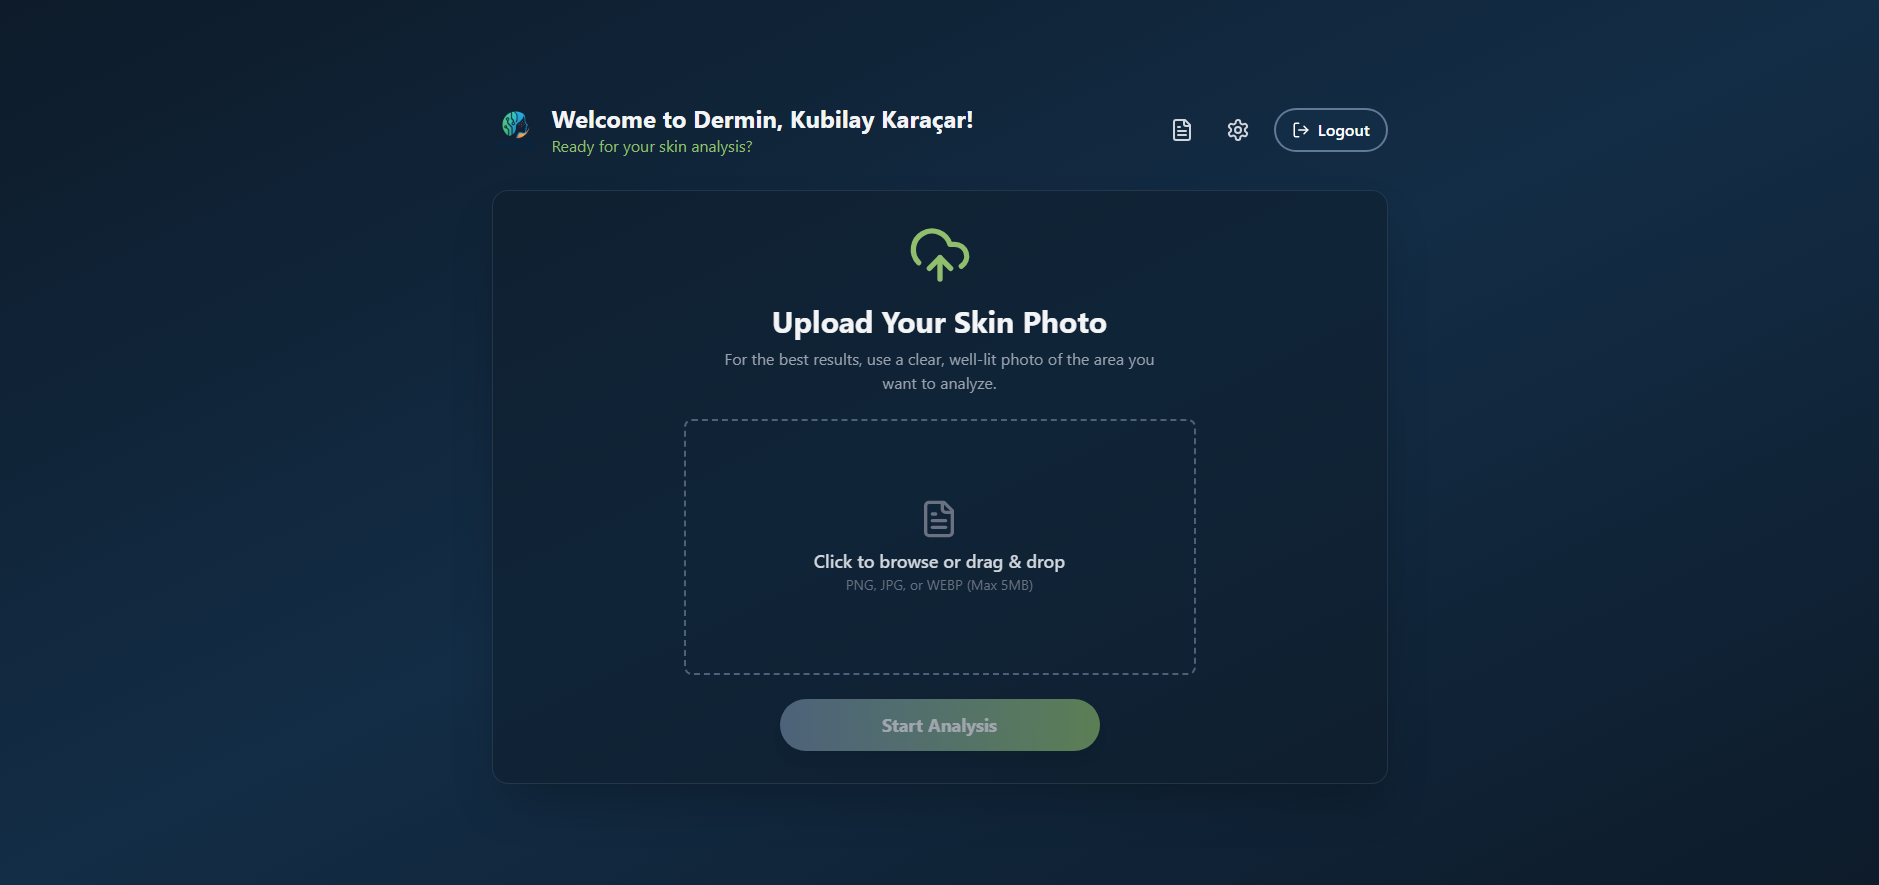 Welcome to Dermin, Kubilay Karaçar!
Ready for your skin analysis?
Logout
Upload Your Skin Photo
For the best results, use a clear, well-lit photo of the area you
want to analyze.
Click to browse or drag & drop
PNG, JPG, or WEBP (Max 5MB)
Start Analysis